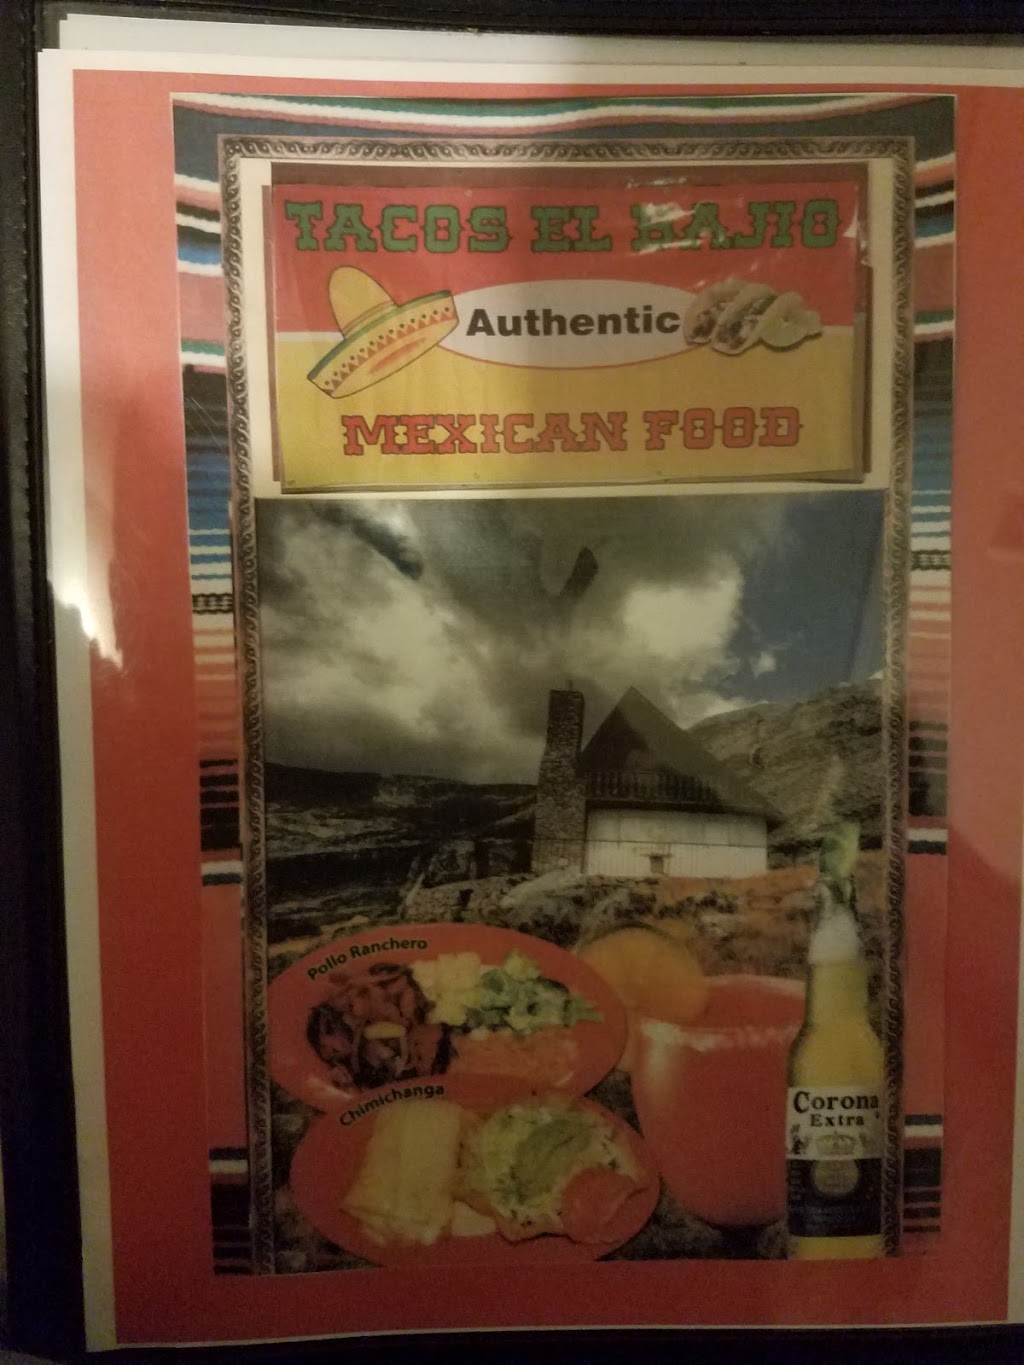 TACOS EL BAJIO
Authentic
MEXICAN FOOD
Pollo Ranchero
Chimichanga
Corona
Extra